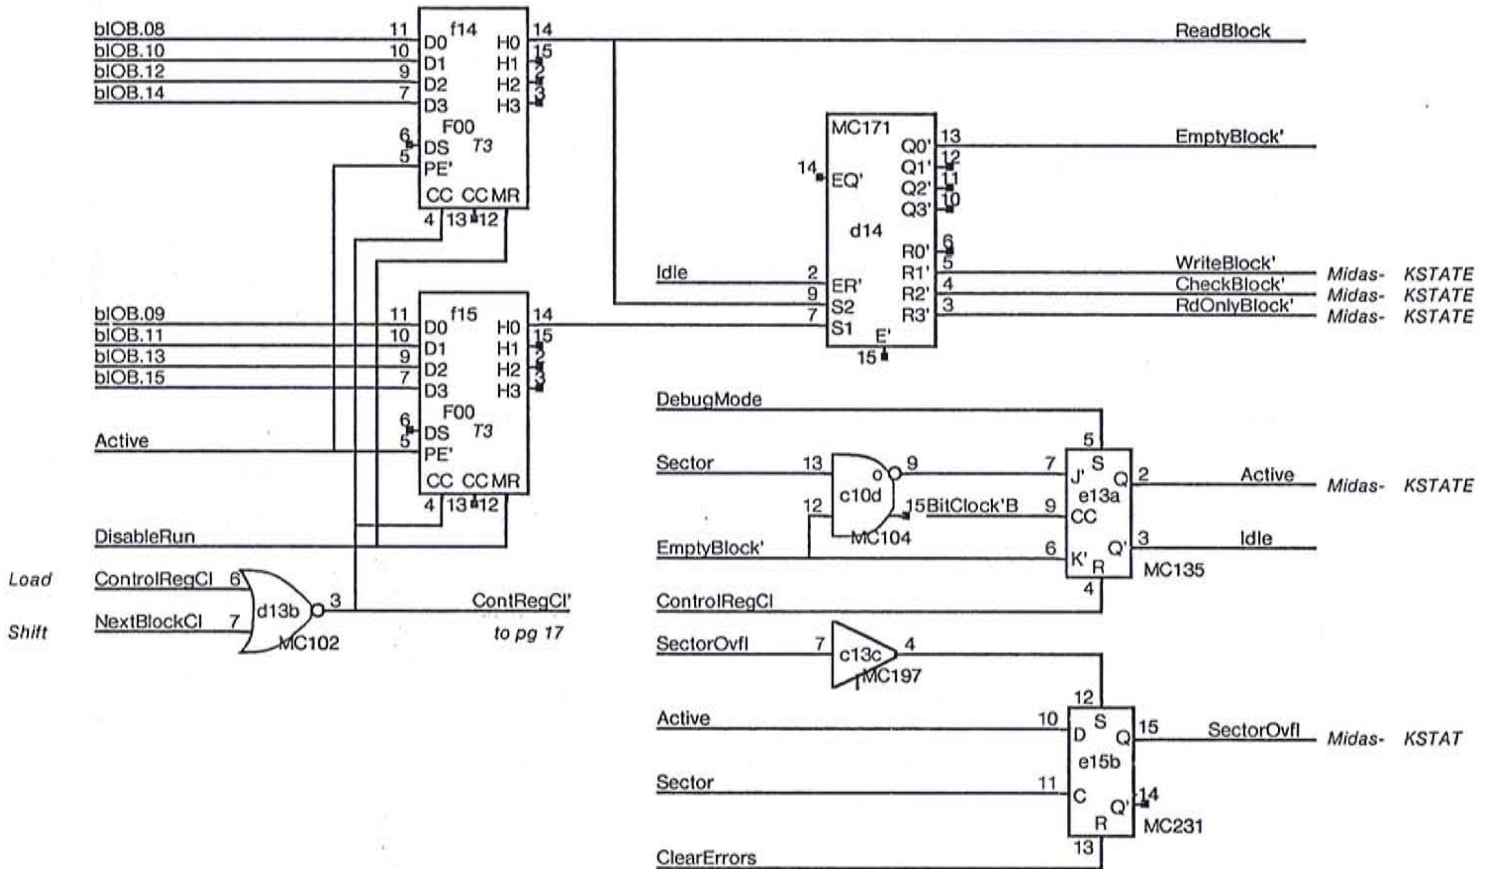 bIOB.08 11 f14 14 ReadBlock
bIOB.10 10 D0 H0 15
bIOB.12 9 D1 H1 2
bIOB.14 7 D2 H2 3
D3 H3
F00
6 DS T3
5 PE'
CC CC MR
4 13 12
MC171
Q0' 13 EmptyBlock'
14 EQ' Q1' 12
Q2' 11
Q3' 10
d14
R0' 6
Idle 2 ER' R1' 5 WriteBlock' Midas- KSTATE
9 S2 R2' 4 CheckBlock' Midas- KSTATE
7 S1 R3' 3 RdOnlyBlock' Midas- KSTATE
E'
15
bIOB.09 11 f15 14
bIOB.11 10 D0 H0 15
bIOB.13 9 D1 H1 2
bIOB.15 7 D2 H2 3
D3 H3
F00
6 DS T3
Active 5 PE'
CC CC MR
4 13 12
DisableRun
Load ControlRegCl 6
d13b 3 ContRegCl'
Shift NextBlockCl 7 MC102 to pg 17
DebugMode
5
Sector 13 o 9 7 J' S Q 2 Active Midas- KSTATE
c10d e13a
12 15 BitClock'B 9 CC
MC104
EmptyBlock' 6 K' Q' 3 Idle
R MC135
4
ControlRegCl
SectorOvfl 7 c13c 4
MC197
12
Active 10 D S Q 15 SectorOvfl Midas- KSTAT
e15b
Sector 11 C Q' 14
R MC231
13
ClearErrors